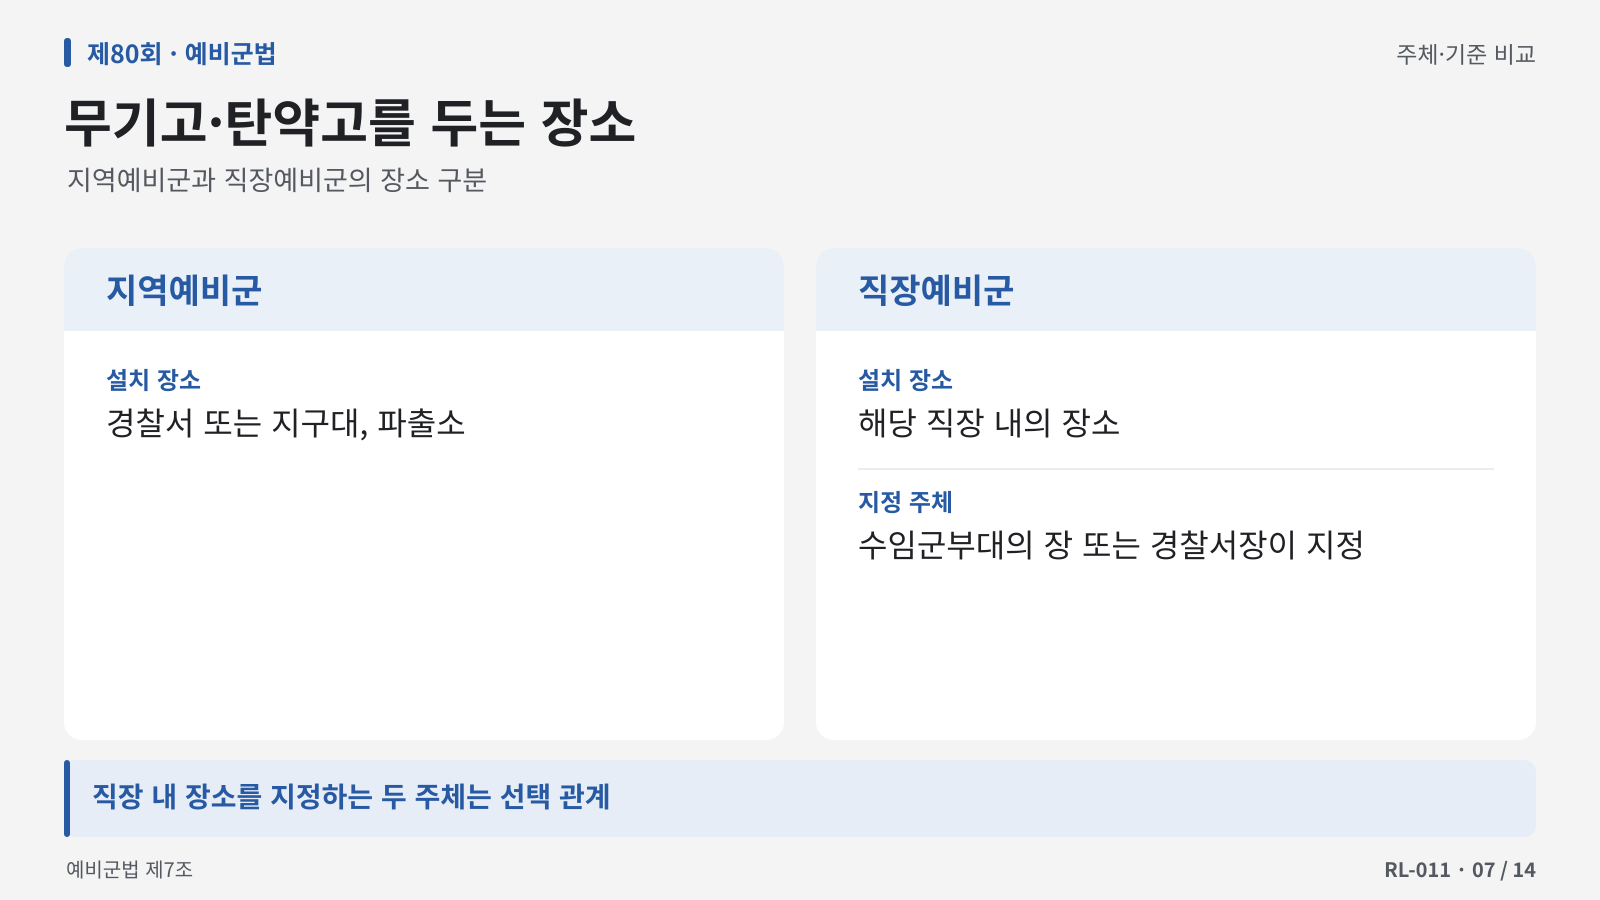 제80회 · 예비군법
주체·기준 비교
무기고·탄약고를 두는 장소
지역예비군과 직장예비군의 장소 구분
지역예비군
설치 장소
경찰서 또는 지구대, 파출소
직장예비군
설치 장소
해당 직장 내의 장소
지정 주체
수임군부대의 장 또는 경찰서장이 지정
직장 내 장소를 지정하는 두 주체는 선택 관계
예비군법 제7조
RL-011 · 07 / 14